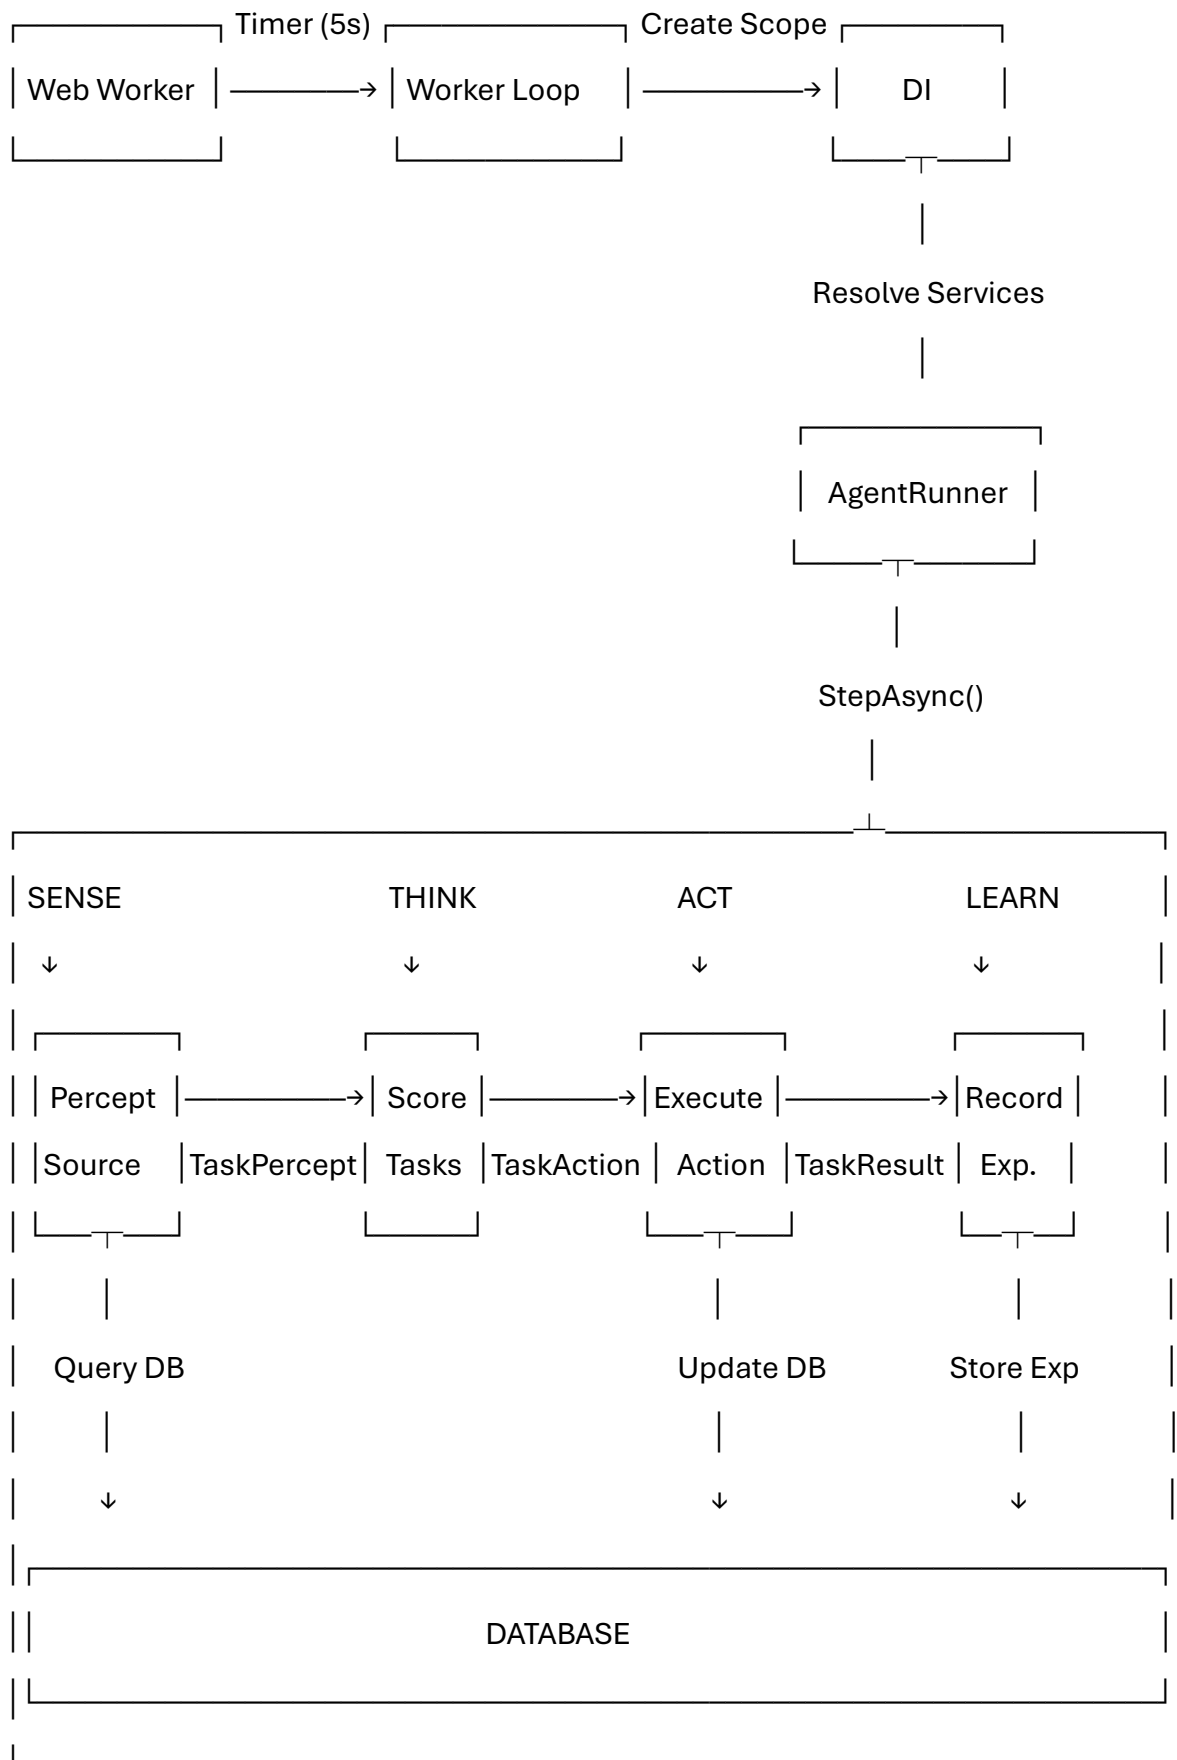 Timer (5s) Create Scope
Web Worker Worker Loop DI
Resolve Services
AgentRunner
StepAsync()
SENSE THINK ACT LEARN
Percept Score Execute Record
Source TaskPercept Tasks TaskAction Action TaskResult Exp.
Query DB Update DB Store Exp
DATABASE